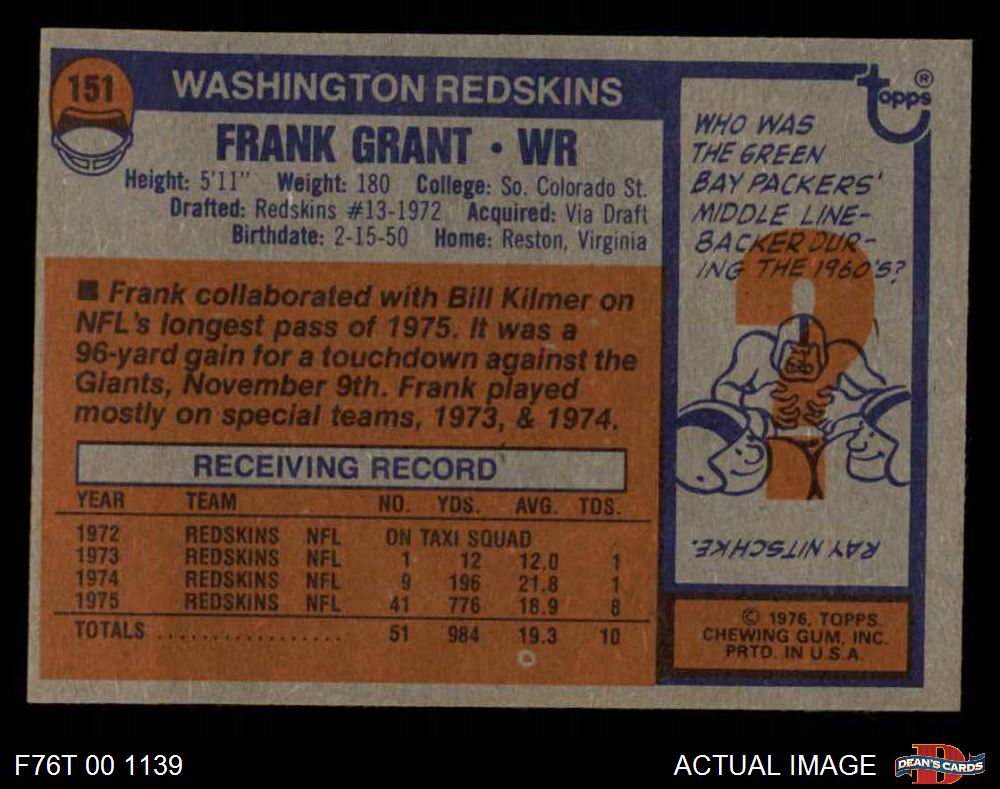 151
WASHINGTON REDSKINS
FRANK GRANT • WR
Height: 5'11" Weight: 180 College: So. Colorado St.
Drafted: Redskins #13-1972 Acquired: Via Draft
Birthdate: 2-15-50 Home: Reston, Virginia
■ Frank collaborated with Bill Kilmer on
NFL's longest pass of 1975. It was a
96-yard gain for a touchdown against the
Giants, November 9th. Frank played
mostly on special teams, 1973, & 1974.
RECEIVING RECORD
YEAR TEAM NO. YDS. AVG. TDS.
1972 REDSKINS NFL ON TAXI SQUAD
1973 REDSKINS NFL 1 12 12.0 1
1974 REDSKINS NFL 9 196 21.8 1
1975 REDSKINS NFL 41 776 18.9 8
TOTALS .................. 51 984 19.3 10
topps ®
WHO WAS
THE GREEN
BAY PACKERS'
MIDDLE LINE-
BACKER DUR-
ING THE 1960'S?
RAY NITSCHKE.
© 1976, TOPPS
CHEWING GUM, INC.
PRTD. IN U.S.A.
F76T 00 1139
ACTUAL IMAGE
D
DEAN'S CARDS